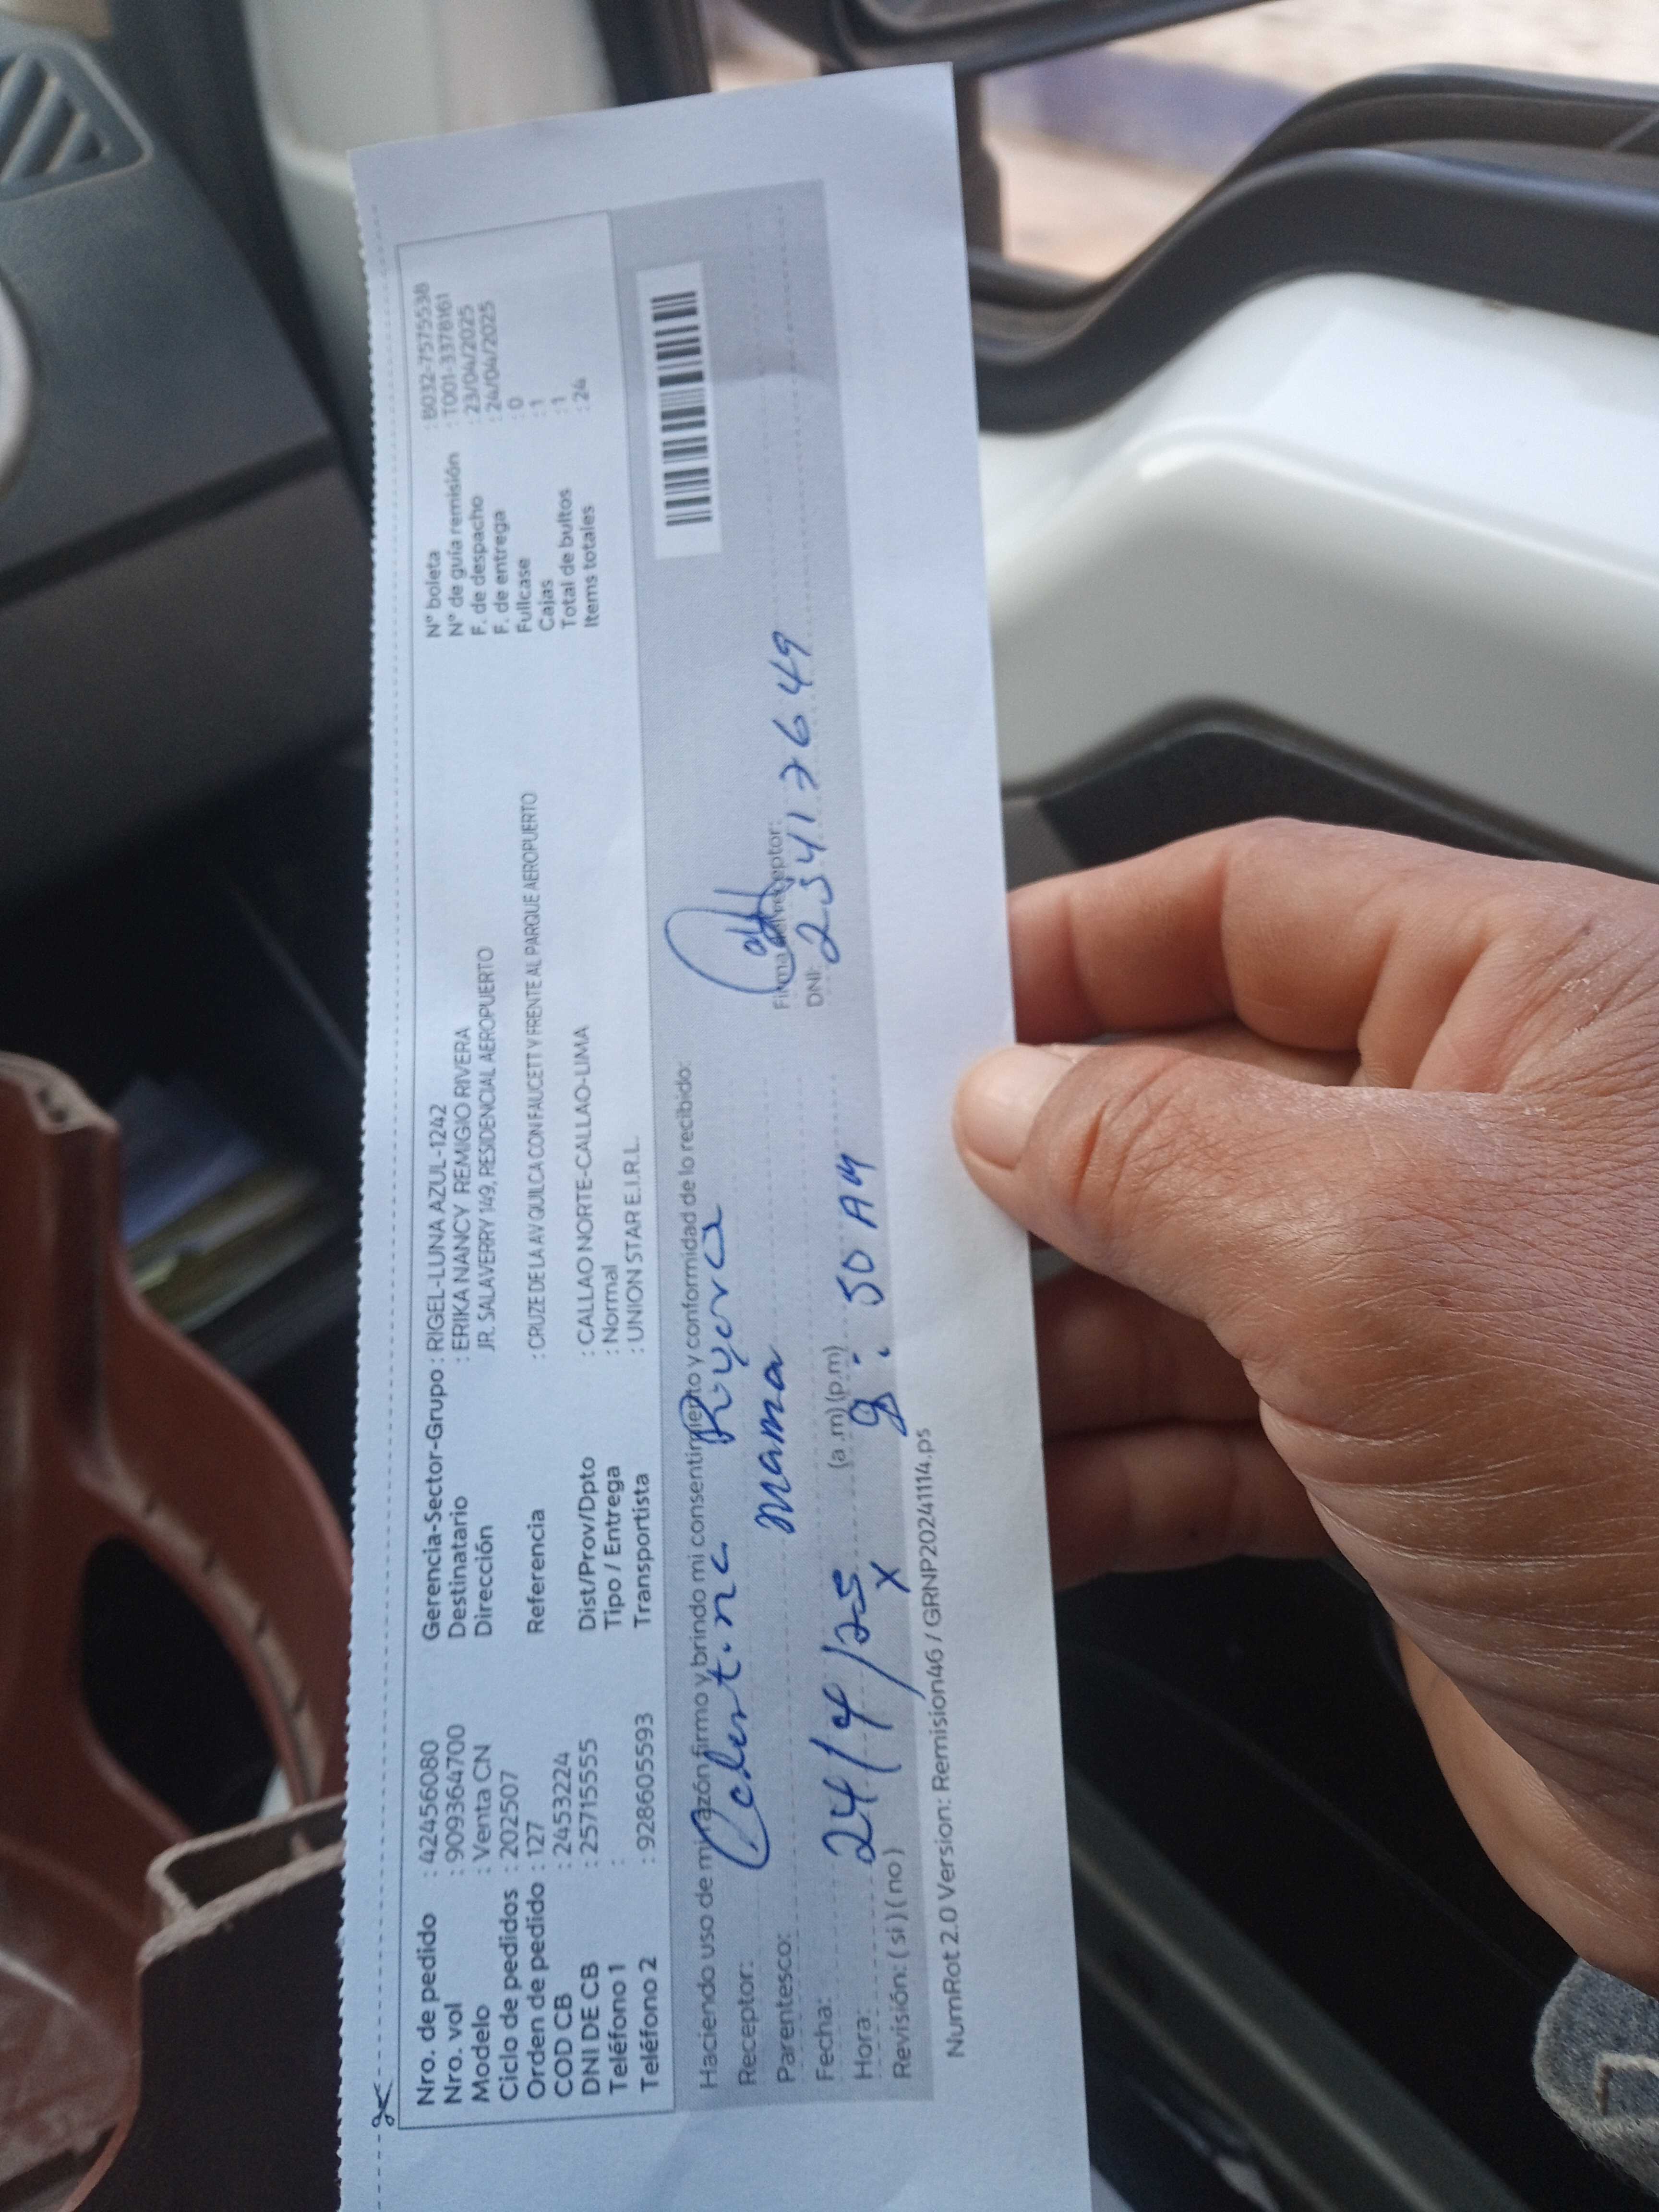 Nro. de pedido : 42456080
Nro. vol : 9093647OO
Modelo : Venta CN
Ciclo de pedidos : 202507
Orden de pedido : 127
COD CB : 2453224
DNI DE CB : 25715555
Teléfono 1 :
Teléfono 2 : 928605593
Gerencia-Sector-Grupo : RIGEL-LUNA AZUL-1242
Destinatario : ERIKA NANCY REMIGIO RIVERA
Dirección JR. SALAVERRY 149, RESIDENCIAL AEROPUERTO
Referencia : CRUZE DE LA AV QUILCA CON FAUCETT Y FRENTE AL PARQUE AEROPUERTO
Dist/Prov/Dpto : CALLAO NORTE-CALLAO-LIMA
Tipo / Entrega : Normal
Transportista : UNION STAR E.I.R.L.
N° boleta : B032-7575538
N° de guía remisión : T001-3378161
F. de despacho : 23/04/2025
F. de entrega : 24/04/2025
Fullcase : 0
Cajas : 1
Total de bultos : 1
Items totales : 24
Haciendo uso de mi razón firmo y brindo mi consentimiento y conformidad de lo recibido:
Receptor: Rivera
Parentesco: mama
Firma del receptor:
Fecha: 24/4/25
DNI: 23417649
Hora: (a.m) (p.m) 9:50 AM
Revisión: ( si ) ( no ) X
NumRot 2.0 Version: Remision46 / GRNP20241114.ps